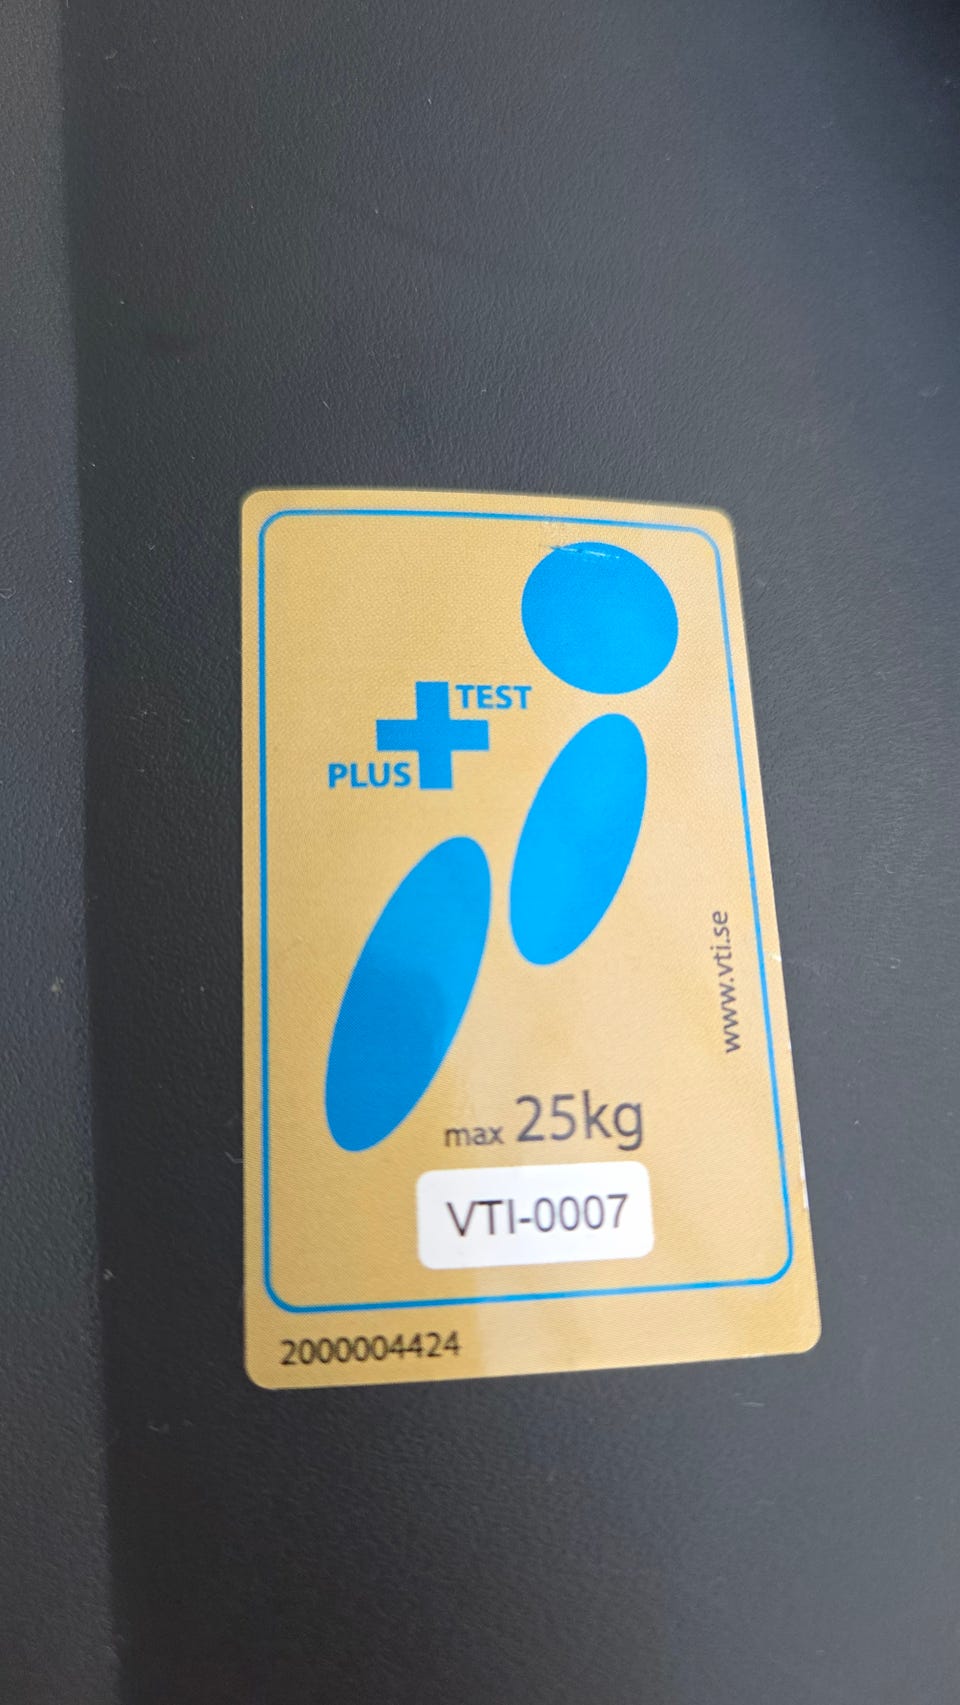 TEST
PLUS
www.vti.se
max 25kg
VTI-0007
2000004424